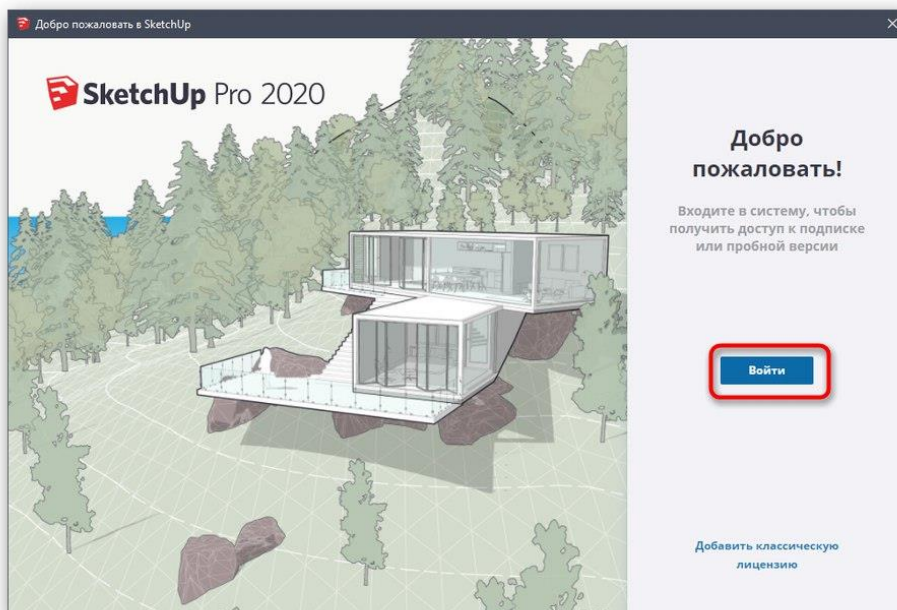 Добро пожаловать в SketchUp
SketchUp Pro 2020
Добро
пожаловать!
Входите в систему, чтобы
получить доступ к подписке
или пробной версии
Войти
Добавить классическую
лицензию